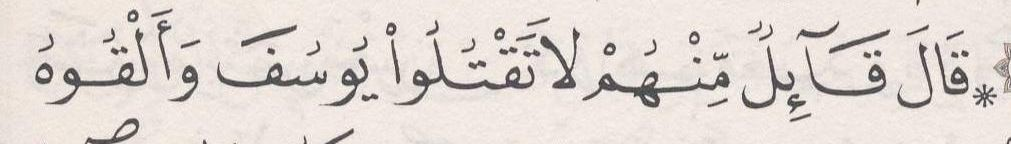 * قَالَ قَآئِلٌ مِّنْهُمْ لَا تَقْتُلُوا۟ يُوسُفَ وَأَلْقُوهُ